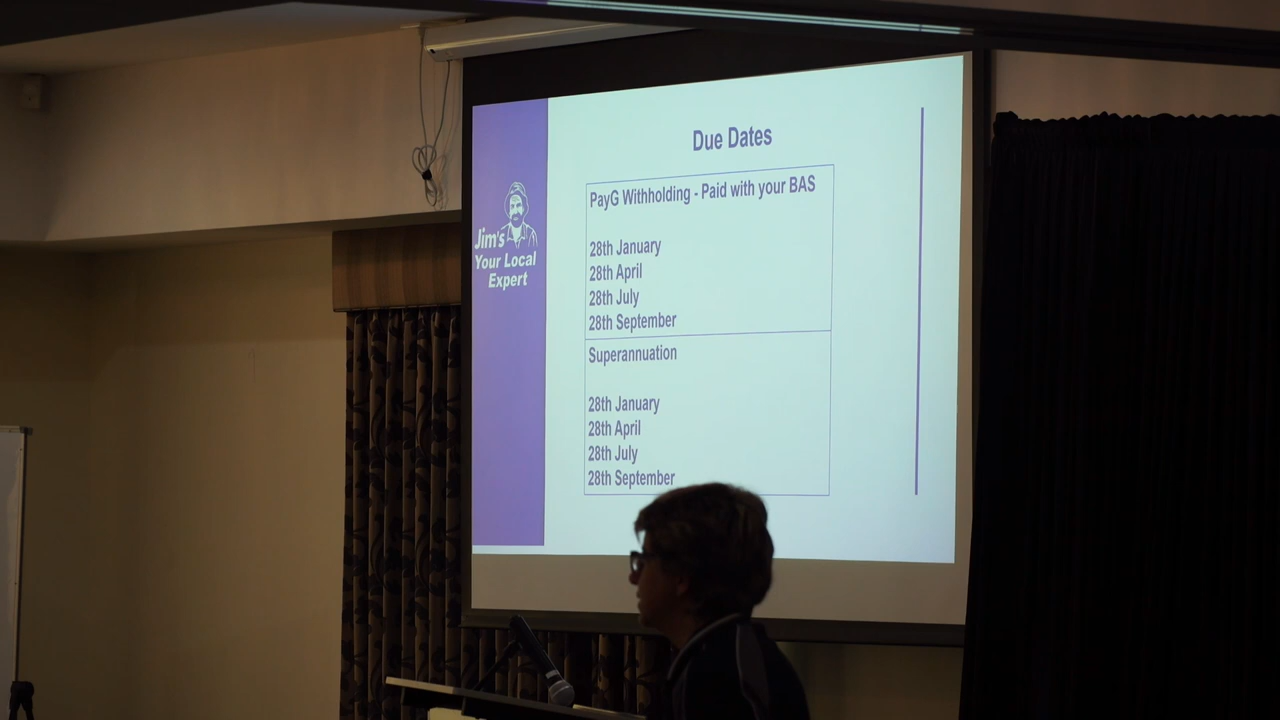 Due Dates
Jim's
Your Local
Expert
PayG Withholding - Paid with your BAS
28th January
28th April
28th July
28th September
Superannuation
28th January
28th April
28th July
28th September